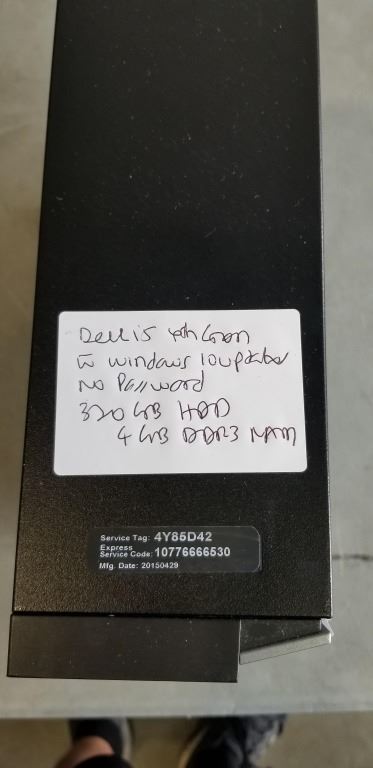 Dell i5 4th Gen
windows 10 updated
No Password
320 GB HDD
4 GB DDR3 RAM
Service Tag: 4Y85D42
Express
Service Code: 10776666530
Mfg. Date: 20150429